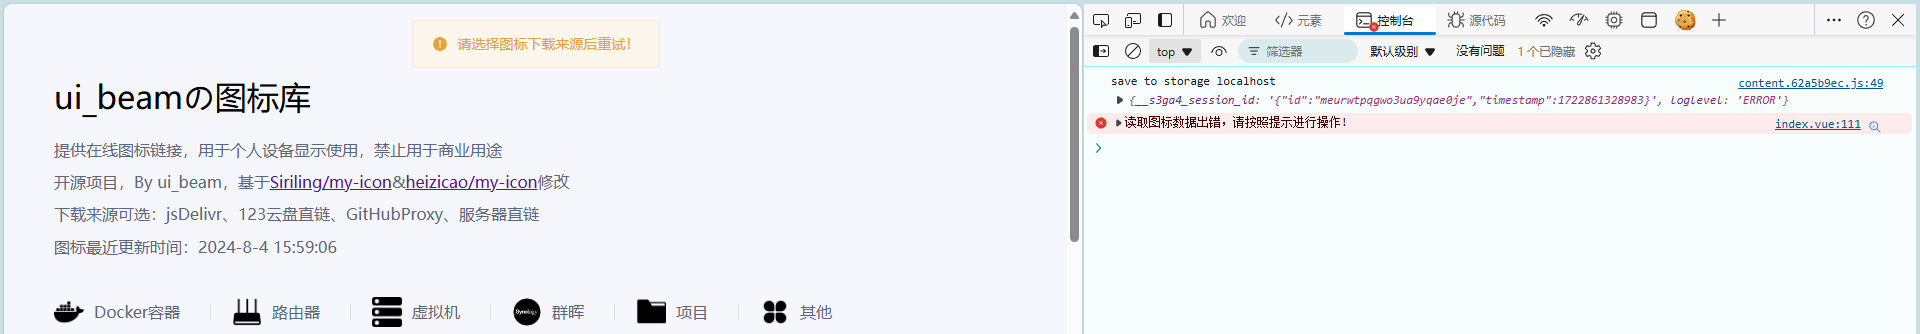 请选择图标下载来源后重试!
ui_beamの图标库
提供在线图标链接，用于个人设备显示使用，禁止用于商业用途
开源项目，By ui_beam，基于Siriling/my-icon&heizicao/my-icon修改
下载来源可选：jsDelivr、123云盘直链、GitHubProxy、服务器直链
图标最近更新时间：2024-8-4 15:59:06
Docker容器 路由器 虚拟机 Synology 群晖 项目 其他
欢迎 元素 控制台 源代码
top 筛选器 默认级别 没有问题 1 个已隐藏
save to storage localhost content.62a5b9ec.js:49
{__s3ga4_session_id: '{"id":"meurwtpqgwo3ua9yqae0je","timestamp":1722861328983}', logLevel: 'ERROR'}
读取图标数据出错，请按照提示进行操作! index.vue:111